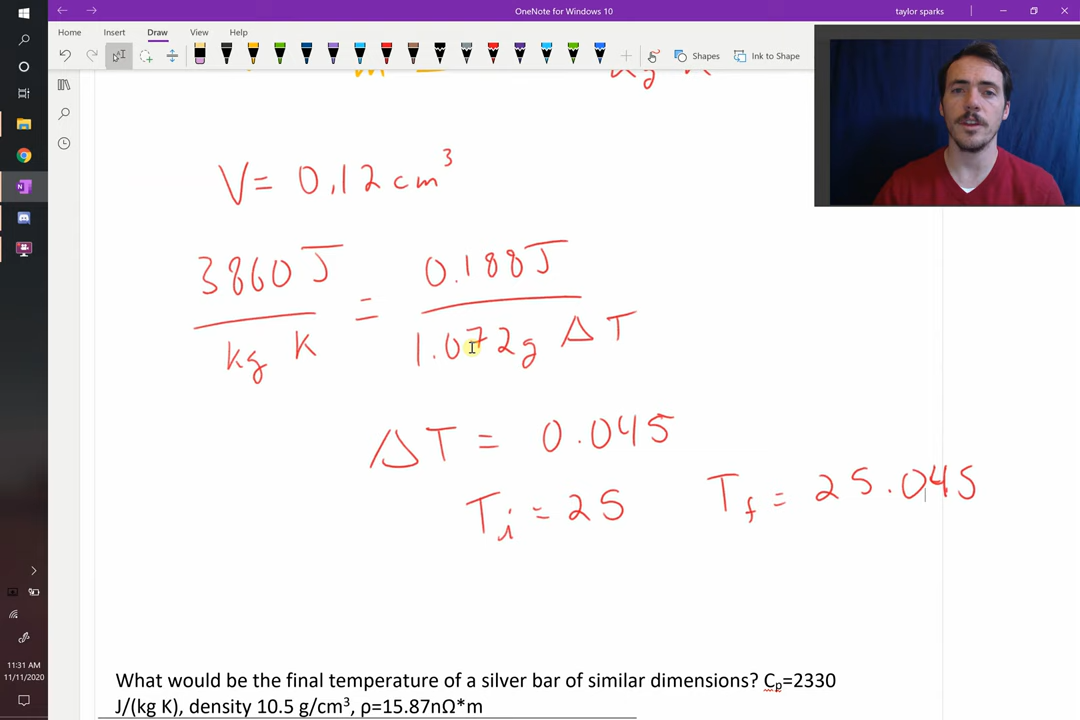 OneNote for Windows 10
taylor sparks
Home Insert Draw View Help
Shapes Ink to Shape
V = 0.12 cm³
3860 J = 0.188 J
kg K 1.072g Δ T
ΔT = 0.045
Ti = 25 Tf = 25.045
11:31 AM
11/11/2020
What would be the final temperature of a silver bar of similar dimensions? Cp=2330
J/(kg K), density 10.5 g/cm³, ρ=15.87nΩ*m